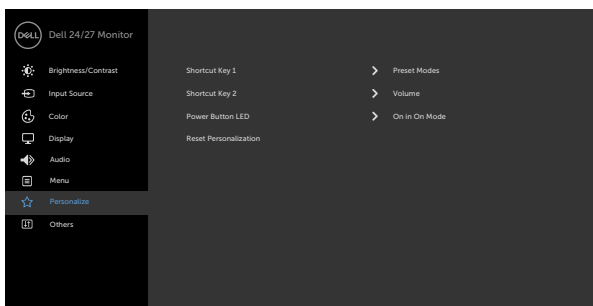 DELL Dell 24/27 Monitor
Brightness/Contrast
Input Source
Color
Display
Audio
Menu
Personalize
Others
Shortcut Key 1 Preset Modes
Shortcut Key 2 Volume
Power Button LED On in On Mode
Reset Personalization